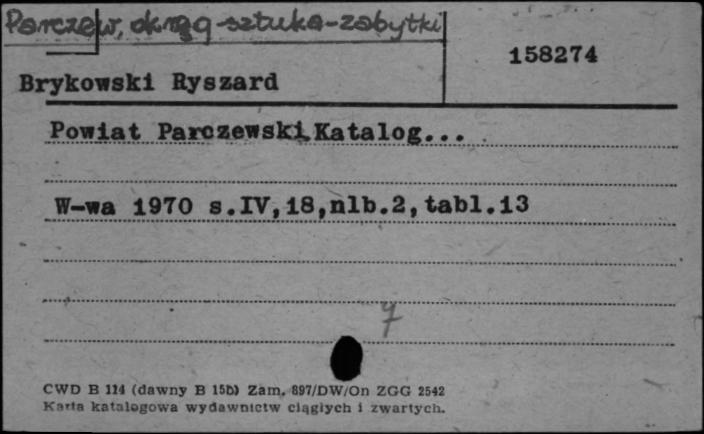 Parczew, okręg - sztuka - zabytki
158274
Brykowski Ryszard
Powiat Parczewski.Katalog...
W-wa 1970 s.IV,18,nlb.2,tabl.13
7
CWD B 114 (dawny B 15b) Zam. 897/DW/On ZGG 2542
Karta katalogowa wydawnictw ciągłych i zwartych.